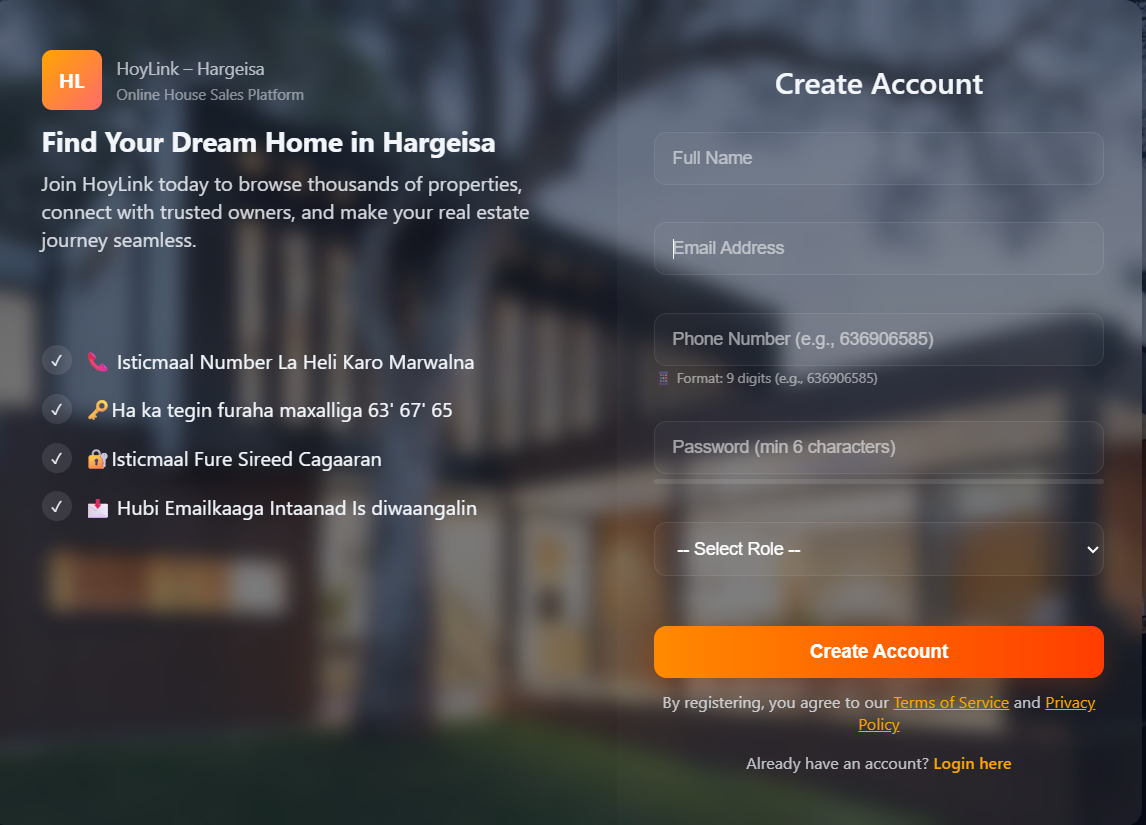 HL
HoyLink – Hargeisa
Online House Sales Platform
Find Your Dream Home in Hargeisa
Join HoyLink today to browse thousands of properties,
connect with trusted owners, and make your real estate
journey seamless.
✓ 📞 Isticmaal Number La Heli Karo Marwalna
✓ 🔑Ha ka tegin furaha maxalliga 63' 67' 65
✓ 🔐Isticmaal Fure Sireed Cagaaran
✓ 📩 Hubi Emailkaaga Intaanad Is diwaangalin
Create Account
Full Name
Email Address
Phone Number (e.g., 636906585)
Format: 9 digits (e.g., 636906585)
Password (min 6 characters)
-- Select Role --
Create Account
By registering, you agree to our Terms of Service and Privacy
Policy
Already have an account? Login here